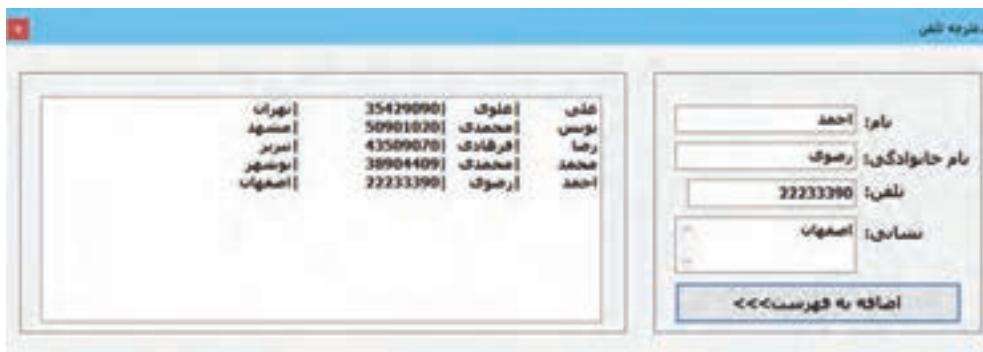 دفترچه تلفن
نام: احمد
نام خانوادگی: رضوی
تلفن: 22233390
نشانی: اصفهان
اضافه به فهرست>>>
علی |علوی |35429090 |تهران
یونس |محمدی |50901020 |مشهد
رضا |فرهادی |43509070 |تبریز
محمد |محمدی |38904409 |بوشهر
احمد |رضوی |22233390 |اصفهان